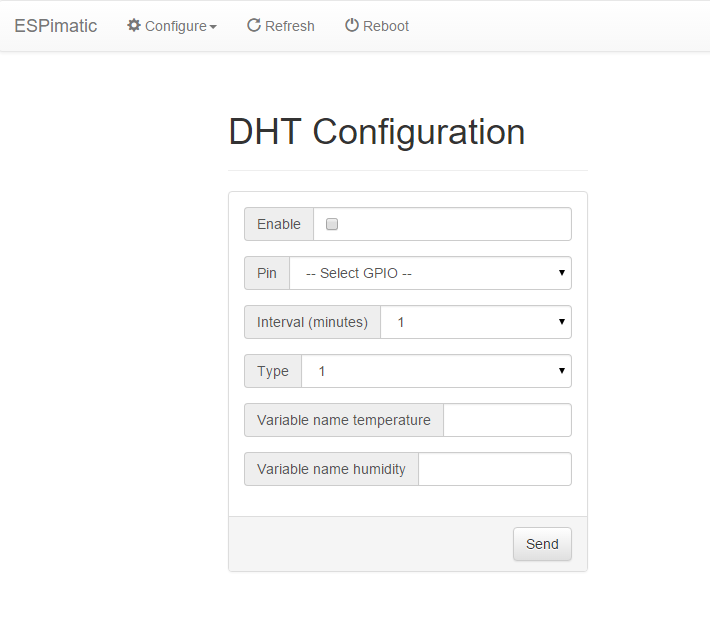 ESPimatic Configure Refresh Reboot
DHT Configuration
Enable
Pin -- Select GPIO --
Interval (minutes) 1
Type 1
Variable name temperature
Variable name humidity
Send